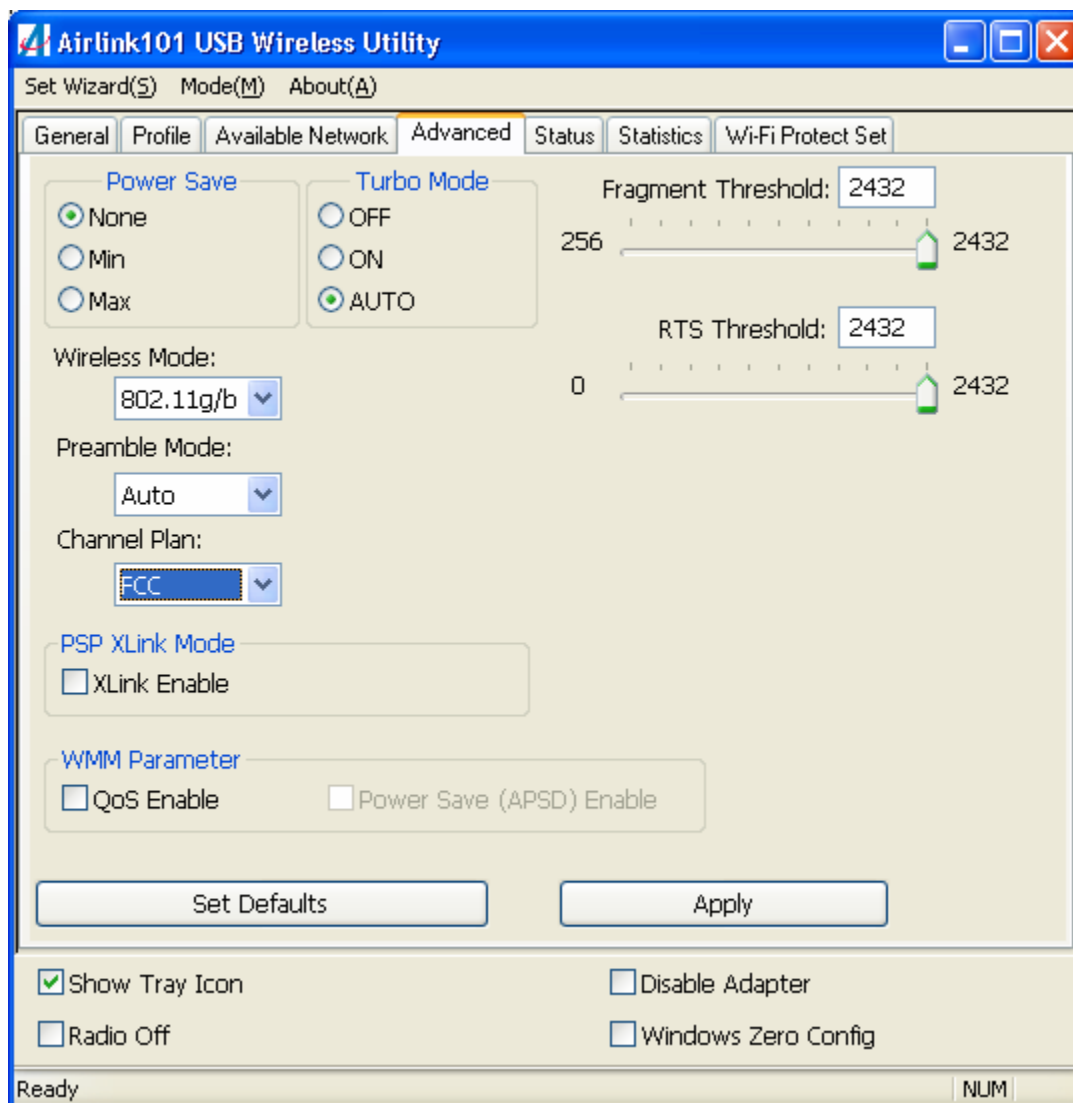 Airlink101 USB Wireless Utility
Set Wizard(S) Mode(M) About(A)
General Profile Available Network Advanced Status Statistics Wi-Fi Protect Set
Power Save
None
Min
Max
Turbo Mode
OFF
ON
AUTO
Fragment Threshold: 2432
256 2432
RTS Threshold: 2432
0 2432
Wireless Mode:
802.11g/b
Preamble Mode:
Auto
Channel Plan:
FCC
PSP XLink Mode
XLink Enable
WMM Parameter
QoS Enable Power Save (APSD) Enable
Set Defaults Apply
Show Tray Icon Disable Adapter
Radio Off Windows Zero Config
Ready NUM